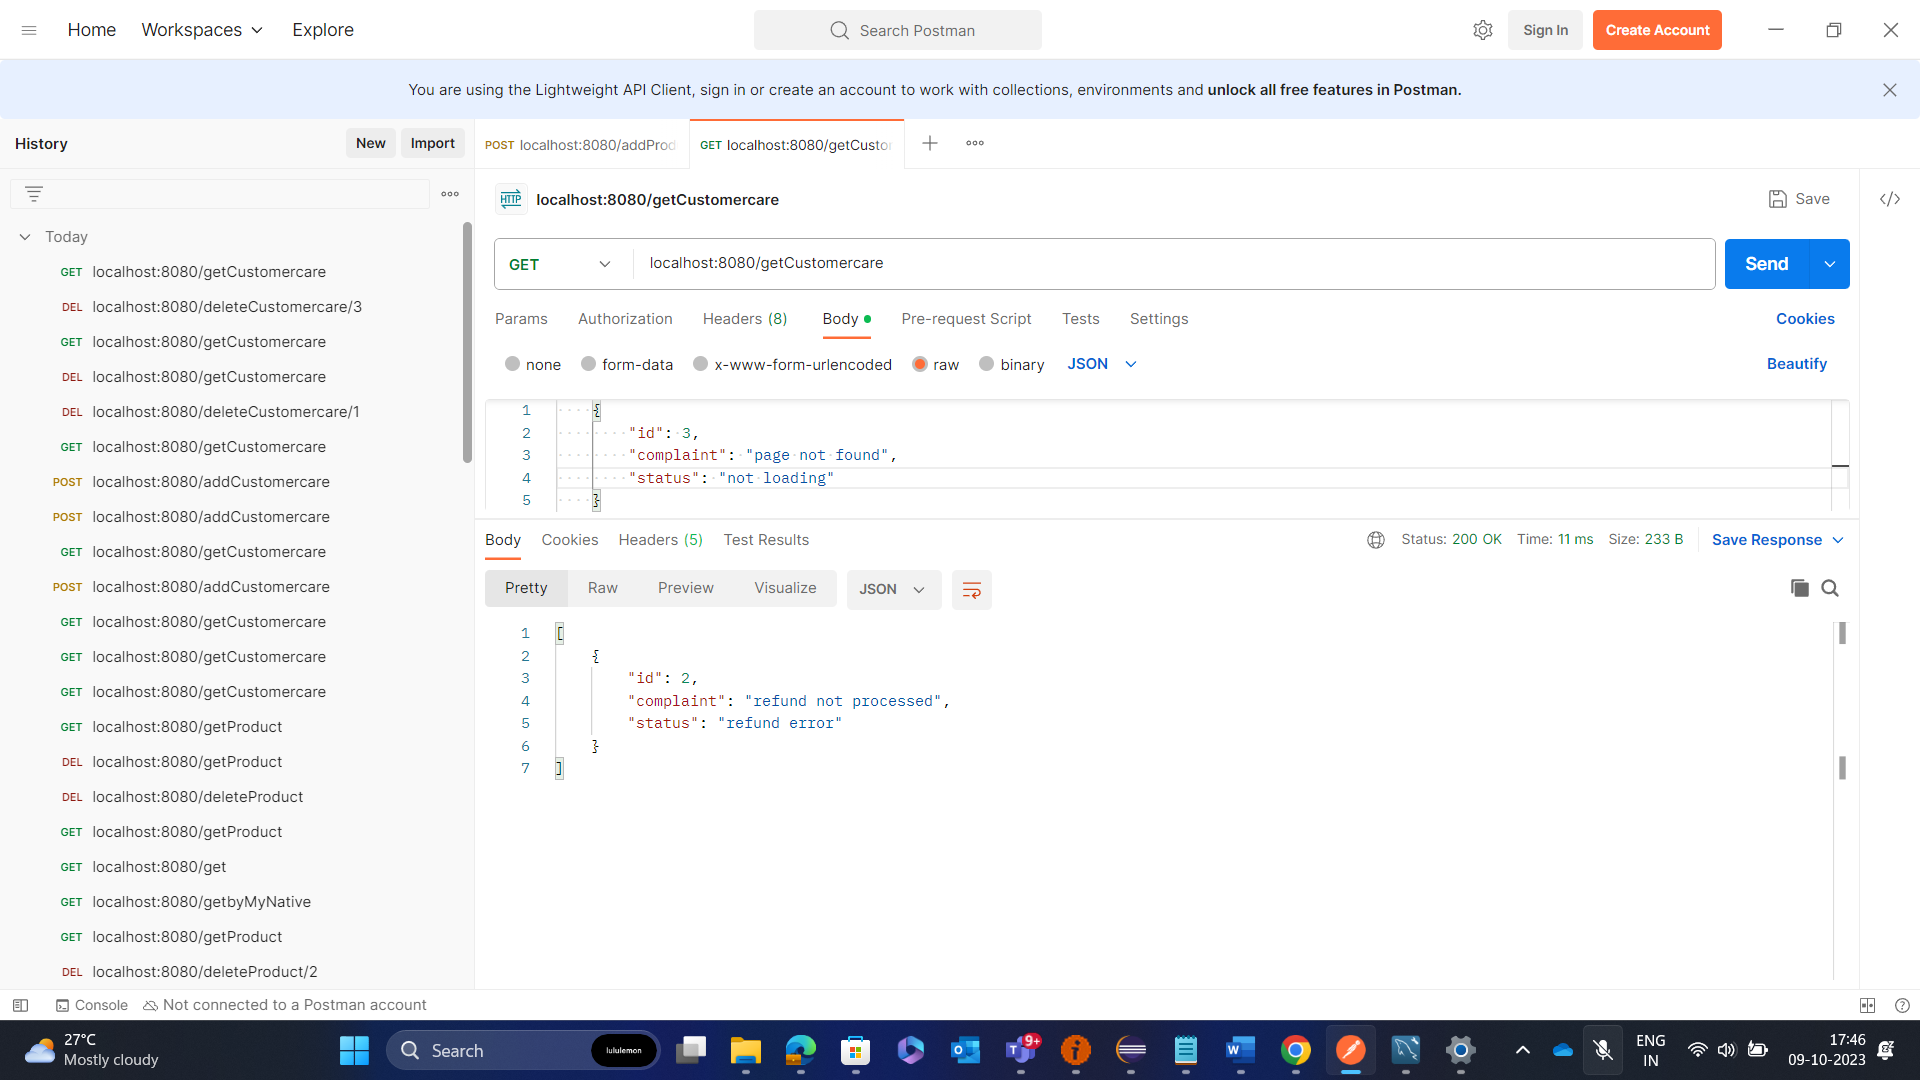 Home Workspaces Explore Search Postman Sign In Create Account
You are using the Lightweight API Client, sign in or create an account to work with collections, environments and unlock all free features in Postman.
History New Import
POST localhost:8080/addProd GET localhost:8080/getCustor
HTTP localhost:8080/getCustomercare Save
Today
GET localhost:8080/getCustomercare
DEL localhost:8080/deleteCustomercare/3
GET localhost:8080/getCustomercare
DEL localhost:8080/getCustomercare
DEL localhost:8080/deleteCustomercare/1
GET localhost:8080/getCustomercare
POST localhost:8080/addCustomercare
POST localhost:8080/addCustomercare
GET localhost:8080/getCustomercare
POST localhost:8080/addCustomercare
GET localhost:8080/getCustomercare
GET localhost:8080/getCustomercare
GET localhost:8080/getCustomercare
GET localhost:8080/getProduct
DEL localhost:8080/getProduct
DEL localhost:8080/deleteProduct
GET localhost:8080/getProduct
GET localhost:8080/get
GET localhost:8080/getbyMyNative
GET localhost:8080/getProduct
DEL localhost:8080/deleteProduct/2
GET localhost:8080/getCustomercare Send
Params Authorization Headers (8) Body Pre-request Script Tests Settings Cookies
none form-data x-www-form-urlencoded raw binary JSON Beautify
1 {
2 "id": 3,
3 "complaint": "page not found",
4 "status": "not loading"
5 }
Body Cookies Headers (5) Test Results Status: 200 OK Time: 11 ms Size: 233 B Save Response
Pretty Raw Preview Visualize JSON
1 [
2 {
3 "id": 2,
4 "complaint": "refund not processed",
5 "status": "refund error"
6 }
7 ]
Console Not connected to a Postman account
27°C
Mostly cloudy
Search lululemon 9+
ENG
IN
17:46
09-10-2023